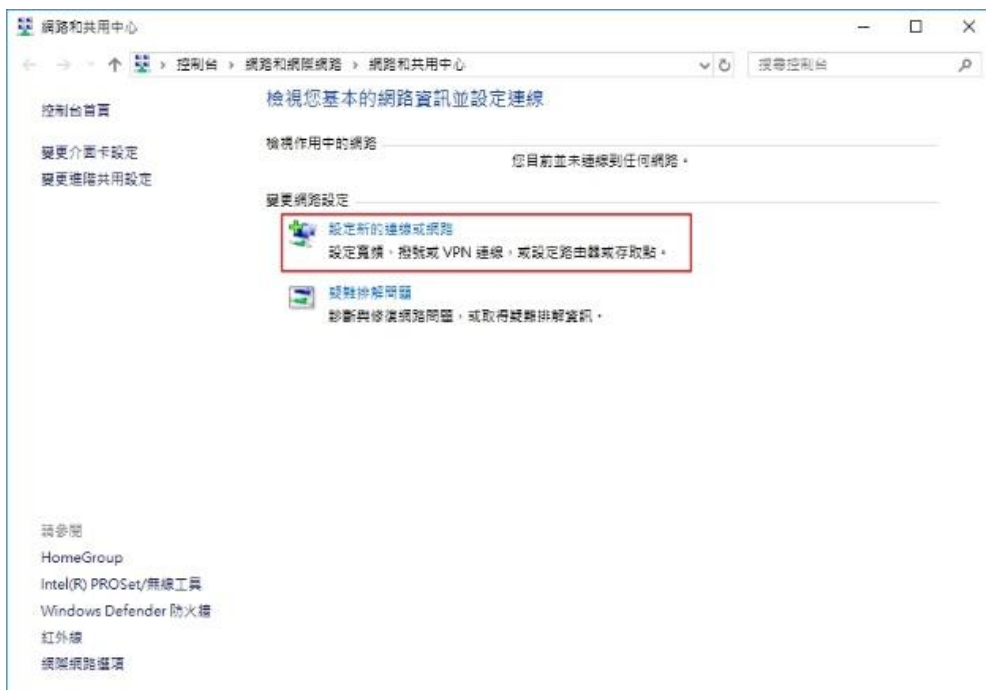 網路和共用中心
控制台 › 網路和網際網路 › 網路和共用中心
搜尋控制台
控制台首頁
變更介面卡設定
變更進階共用設定
檢視您基本的網路資訊並設定連線
檢視作用中的網路
您目前並未連線到任何網路。
變更網路設定
設定新的連線或網路
設定寬頻、撥號或 VPN 連線,或設定路由器或存取點。
疑難排解問題
診斷與修復網路問題,或取得疑難排解資訊。
請參閱
HomeGroup
Intel(R) PROSet/無線工具
Windows Defender 防火牆
紅外線
網際網路選項